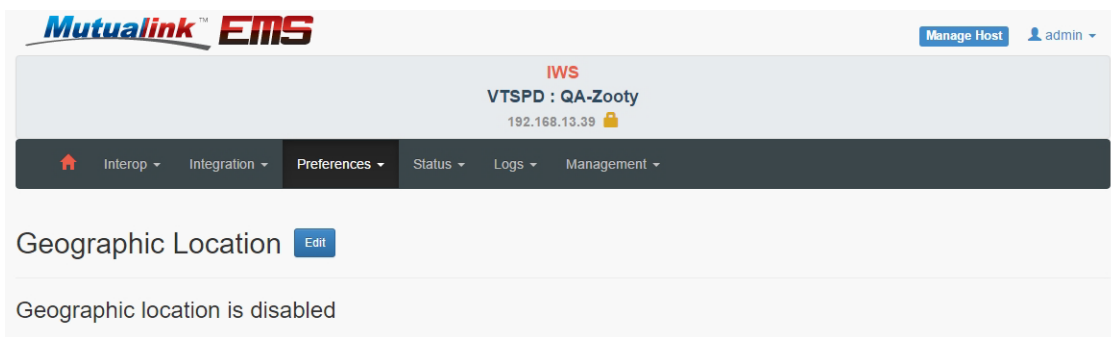 Mutualink™ EMS
Manage Host admin
IWS
VTSPD : QA-Zooty
192.168.13.39
Interop Integration Preferences Status Logs Management
Geographic Location Edit
Geographic location is disabled